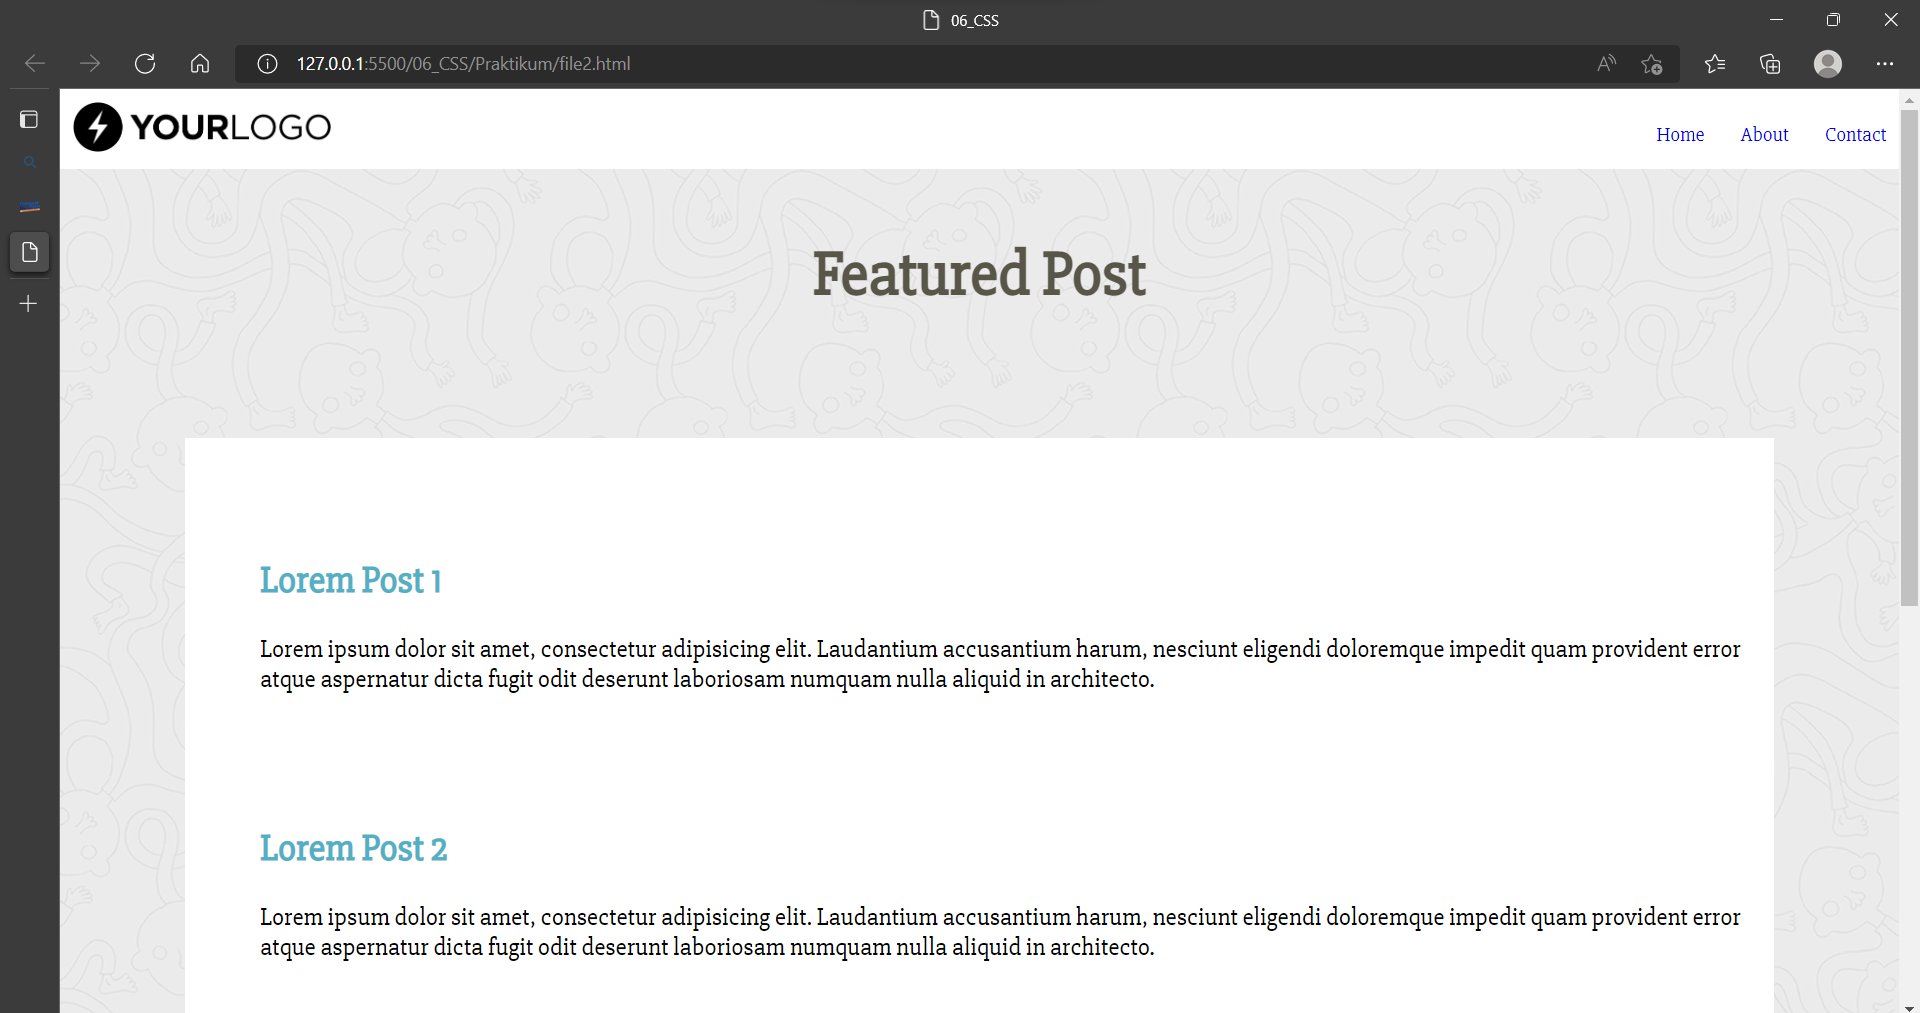 06_CSS
127.0.0.1:5500/06_CSS/Praktikum/file2.html
YOURLOGO
Home About Contact
Featured Post
Lorem Post 1
Lorem ipsum dolor sit amet, consectetur adipisicing elit. Laudantium accusantium harum, nesciunt eligendi doloremque impedit quam provident error
atque aspernatur dicta fugit odit deserunt laboriosam numquam nulla aliquid in architecto.
Lorem Post 2
Lorem ipsum dolor sit amet, consectetur adipisicing elit. Laudantium accusantium harum, nesciunt eligendi doloremque impedit quam provident error
atque aspernatur dicta fugit odit deserunt laboriosam numquam nulla aliquid in architecto.